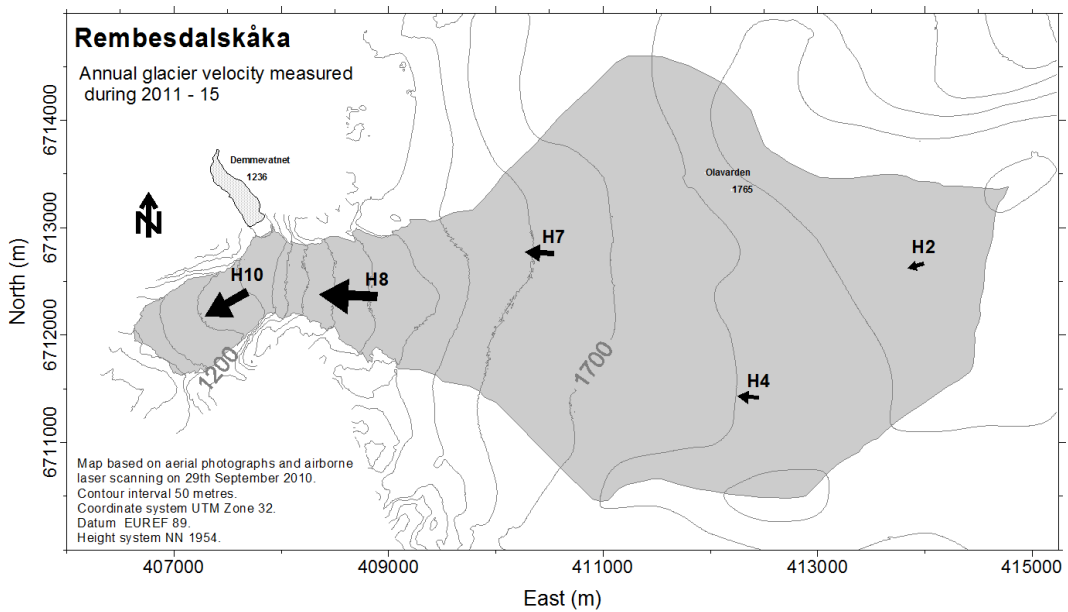 Rembesdalskåka
Annual glacier velocity measured
during 2011 - 15
Demmevatnet
1236
Olavarden
1765
N
H7
H2
H10
H8
H4
1200
1700
Map based on aerial photographs and airborne
laser scanning on 29th September 2010.
Contour interval 50 metres.
Coordinate system UTM Zone 32.
Datum EUREF 89.
Height system NN 1954.
North (m)
6714000
6713000
6712000
6711000
407000
409000
411000
413000
415000
East (m)